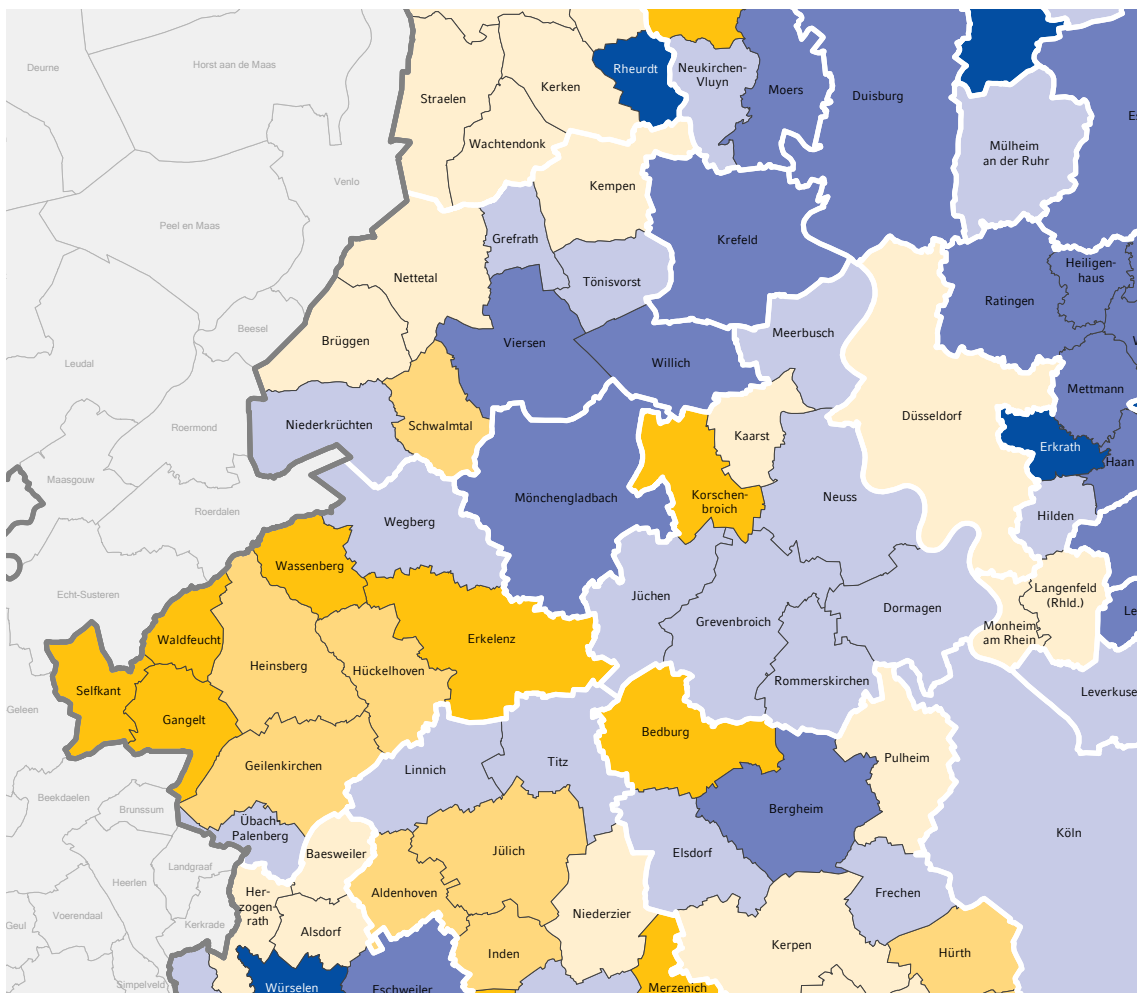 Deurne
Horst aan de Maas
Rheurdt
Neukirchen-
Vluyn
Moers
Duisburg
Straelen
Kerken
Wachtendonk
Mülheim
an der Ruhr
Venlo
Kempen
Peel en Maas
Grefrath
Krefeld
Heiligen-
haus
Nettetal
Tönisvorst
Ratingen
Beesel
Brüggen
Viersen
Meerbusch
Leudal
Willich
Mettmann
Roermond
Niederkrüchten
Schwalmtal
Düsseldorf
Kaarst
Erkrath
Haan
Maasgouw
Mönchengladbach
Korschen-
broich
Neuss
Roerdalen
Wegberg
Hilden
Wassenberg
Echt-Susteren
Jüchen
Dormagen
Langenfeld
(Rhld.)
Le
Grevenbroich
Monheim
am Rhein
Waldfeucht
Erkelenz
Heinsberg
Hückelhoven
Rommerskirchen
Selfkant
Leverkuse
Geleen
Gangelt
Bedburg
Pulheim
Geilenkirchen
Linnich
Titz
Beekdaelen
Brunssum
Bergheim
Übach-
Palenberg
Köln
Baesweiler
Jülich
Elsdorf
Landgraaf
Heerlen
Aldenhoven
Her-
zogen-
rath
Frechen
Voerendaal
Geul
Kerkrade
Alsdorf
Niederzier
Kerpen
Inden
Hürth
Simpelveld
Würselen
Eschweiler
Merzenich